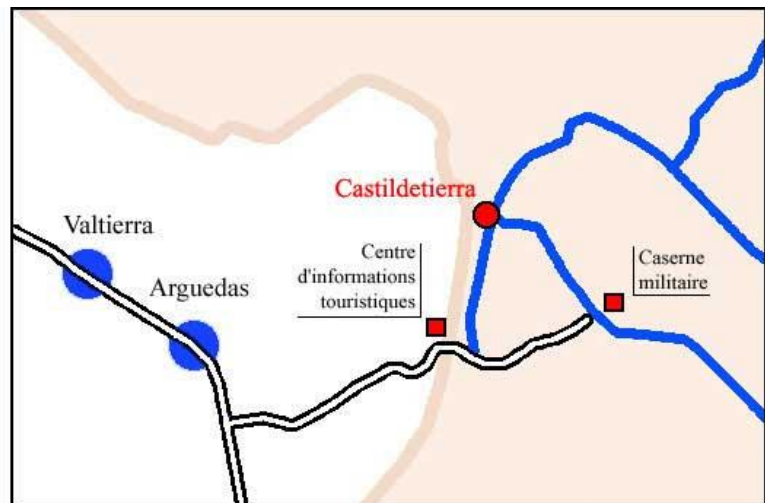 Castildetierra
Valtierra
Centre
d'informations
touristiques
Caserne
militaire
Arguedas